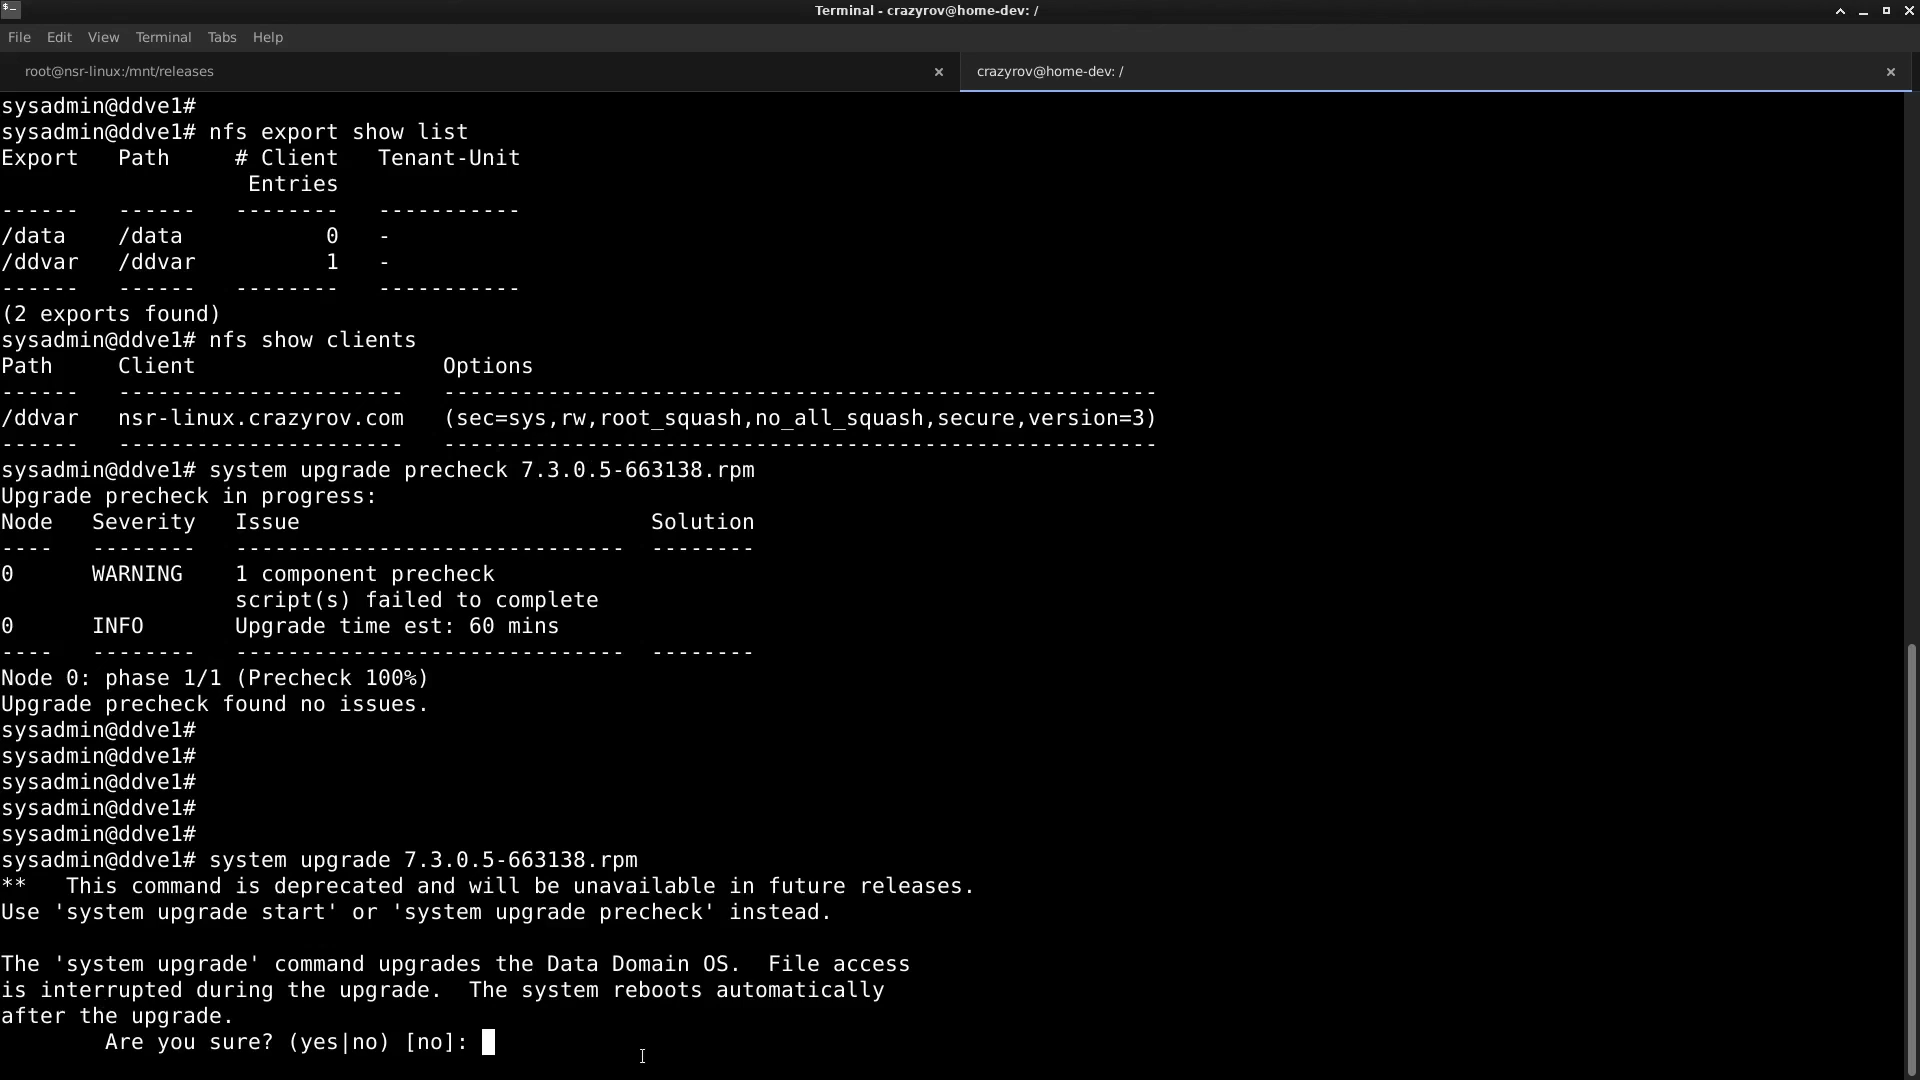 Terminal - crazyrov@home-dev: /
File Edit View Terminal Tabs Help
root@nsr-linux:/mnt/releases × crazyrov@home-dev: / ×
sysadmin@ddve1#
sysadmin@ddve1# nfs export show list
Export   Path     # Client   Tenant-Unit
                   Entries
------   ------   --------   -----------
/data    /data           0   -
/ddvar   /ddvar          1   -
------   ------   --------   -----------
(2 exports found)
sysadmin@ddve1# nfs show clients
Path     Client                   Options
------   ----------------------   -------------------------------------------------------
/ddvar   nsr-linux.crazyrov.com   (sec=sys,rw,root_squash,no_all_squash,secure,version=3)
------   ----------------------   -------------------------------------------------------
sysadmin@ddve1# system upgrade precheck 7.3.0.5-663138.rpm
Upgrade precheck in progress:
Node   Severity   Issue                           Solution
----   --------   ------------------------------  --------
0      WARNING    1 component precheck
                  script(s) failed to complete
0      INFO       Upgrade time est: 60 mins
----   --------   ------------------------------  --------
Node 0: phase 1/1 (Precheck 100%)
Upgrade precheck found no issues.
sysadmin@ddve1#
sysadmin@ddve1#
sysadmin@ddve1#
sysadmin@ddve1#
sysadmin@ddve1#
sysadmin@ddve1# system upgrade 7.3.0.5-663138.rpm
**   This command is deprecated and will be unavailable in future releases.
Use 'system upgrade start' or 'system upgrade precheck' instead.

The 'system upgrade' command upgrades the Data Domain OS.  File access
is interrupted during the upgrade.  The system reboots automatically
after the upgrade.
        Are you sure? (yes|no) [no]: